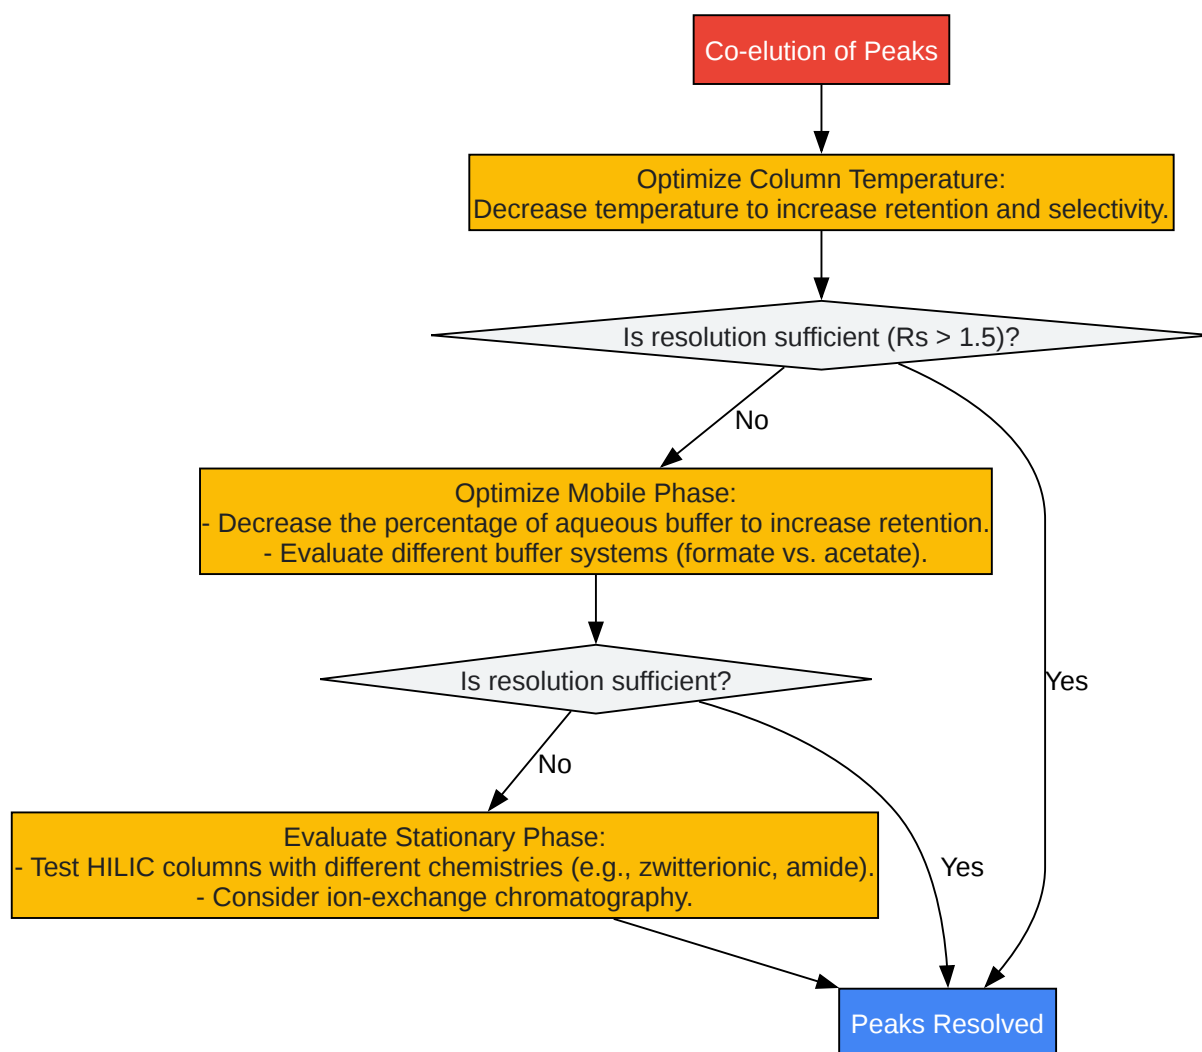 Co-elution of Peaks
Optimize Column Temperature:
Decrease temperature to increase retention and selectivity.
Is resolution sufficient (Rs > 1.5)?
No
Optimize Mobile Phase:
- Decrease the percentage of aqueous buffer to increase retention.
- Evaluate different buffer systems (formate vs. acetate).
Is resolution sufficient?
Yes
No
Evaluate Stationary Phase:
- Test HILIC columns with different chemistries (e.g., zwitterionic, amide).
- Consider ion-exchange chromatography.
Yes
Peaks Resolved